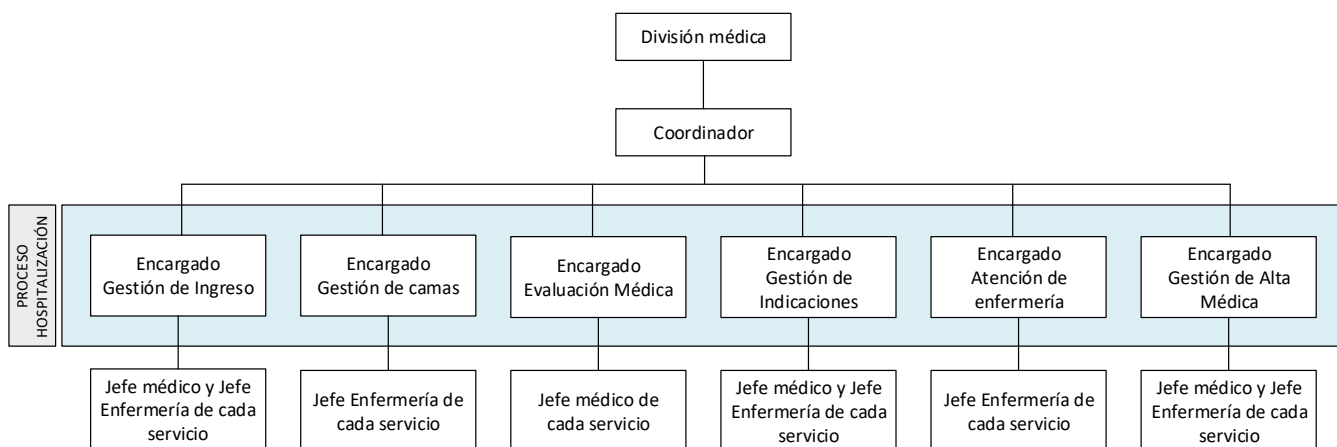 División médica
Coordinador
PROCESO
HOSPITALIZACIÓN
Encargado
Gestión de Ingreso
Encargado
Gestión de camas
Encargado
Evaluación Médica
Encargado
Gestión de
Indicaciones
Encargado
Atención de
enfermería
Encargado
Gestión de Alta
Médica
Jefe médico y Jefe
Enfermería de cada
servicio
Jefe Enfermería de
cada servicio
Jefe médico de
cada servicio
Jefe médico y Jefe
Enfermería de cada
servicio
Jefe Enfermería de
cada servicio
Jefe médico y Jefe
Enfermería de cada
servicio